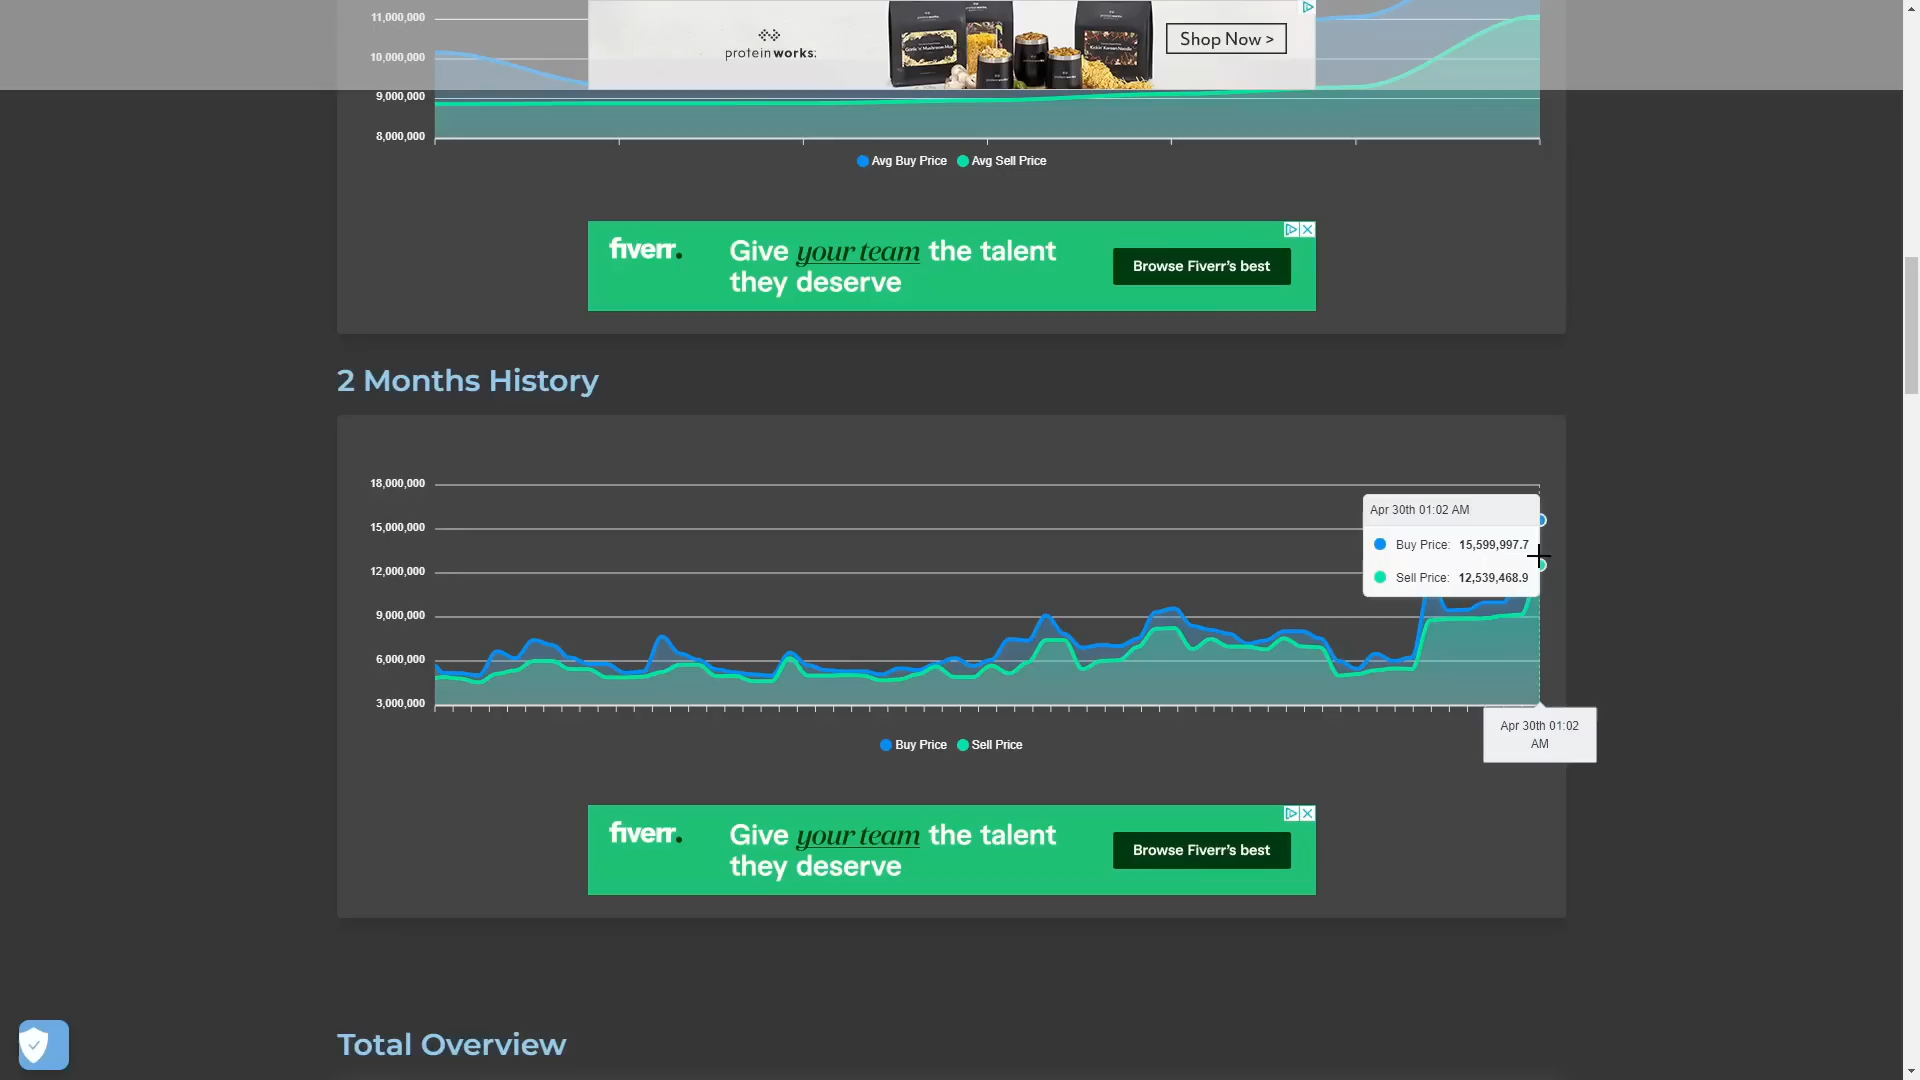 11,000,000
10,000,000
9,000,000
8,000,000
proteinworks:
Shop Now >
Avg Buy Price Avg Sell Price
fiverr.
Give your team the talent
they deserve
Browse Fiverr's best
2 Months History
18,000,000
15,000,000
12,000,000
9,000,000
6,000,000
3,000,000
Apr 30th 01:02 AM
Buy Price: 15,599,997.7
Sell Price: 12,539,468.9
Apr 30th 01:02
AM
Buy Price Sell Price
fiverr.
Give your team the talent
they deserve
Browse Fiverr's best
Total Overview